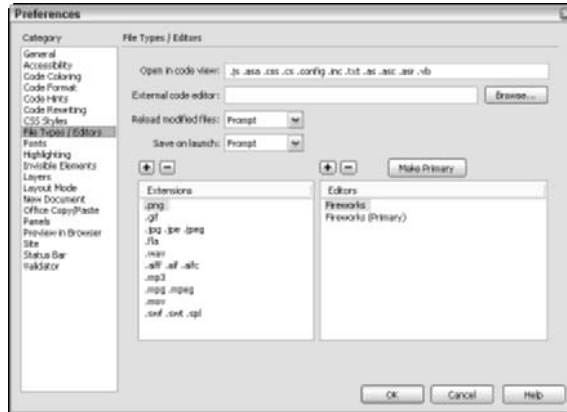 Preferences
Category
File Types / Editors
General
Accessibility
Code Coloring
Code Format
Code Hints
Code Rewriting
CSS Styles
File Types / Editors
Fonts
Highlighting
Invisible Elements
Layers
Layout Mode
New Document
Office Copy/Paste
Panels
Preview in Browser
Site
Status Bar
Validator
Open in code view: .js .asa .css .cs .config .inc .txt .as .asc .asr .vb
External code editor: Browse...
Reload modified files: Prompt
Save on launch: Prompt
+ − + − Make Primary
Extensions Editors
.png Fireworks
.gif Fireworks (Primary)
.jpg .jpe .jpeg
.fla
.wav
.aiff .aif .aifc
.mp3
.mpg .mpeg
.mov
.swf .swt .spl
OK Cancel Help